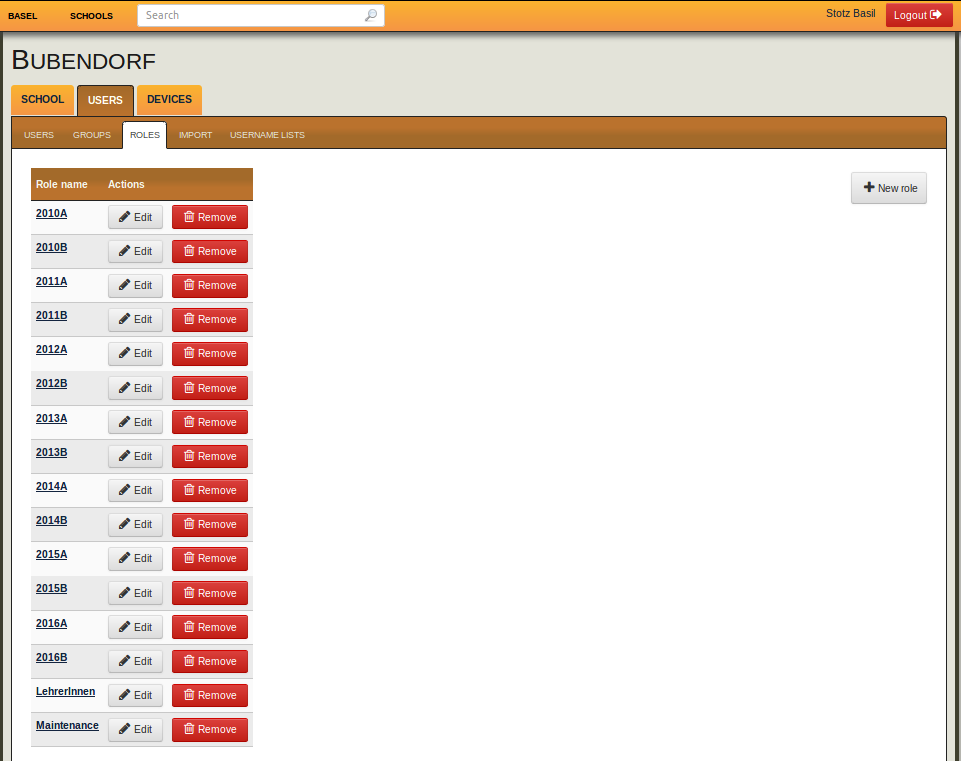 BASEL SCHOOLS Search Stotz Basil Logout
BUBENDORF
SCHOOL USERS DEVICES
USERS GROUPS ROLES IMPORT USERNAME LISTS
Role name Actions New role
2010A Edit Remove
2010B Edit Remove
2011A Edit Remove
2011B Edit Remove
2012A Edit Remove
2012B Edit Remove
2013A Edit Remove
2013B Edit Remove
2014A Edit Remove
2014B Edit Remove
2015A Edit Remove
2015B Edit Remove
2016A Edit Remove
2016B Edit Remove
LehrerInnen Edit Remove
Maintenance Edit Remove